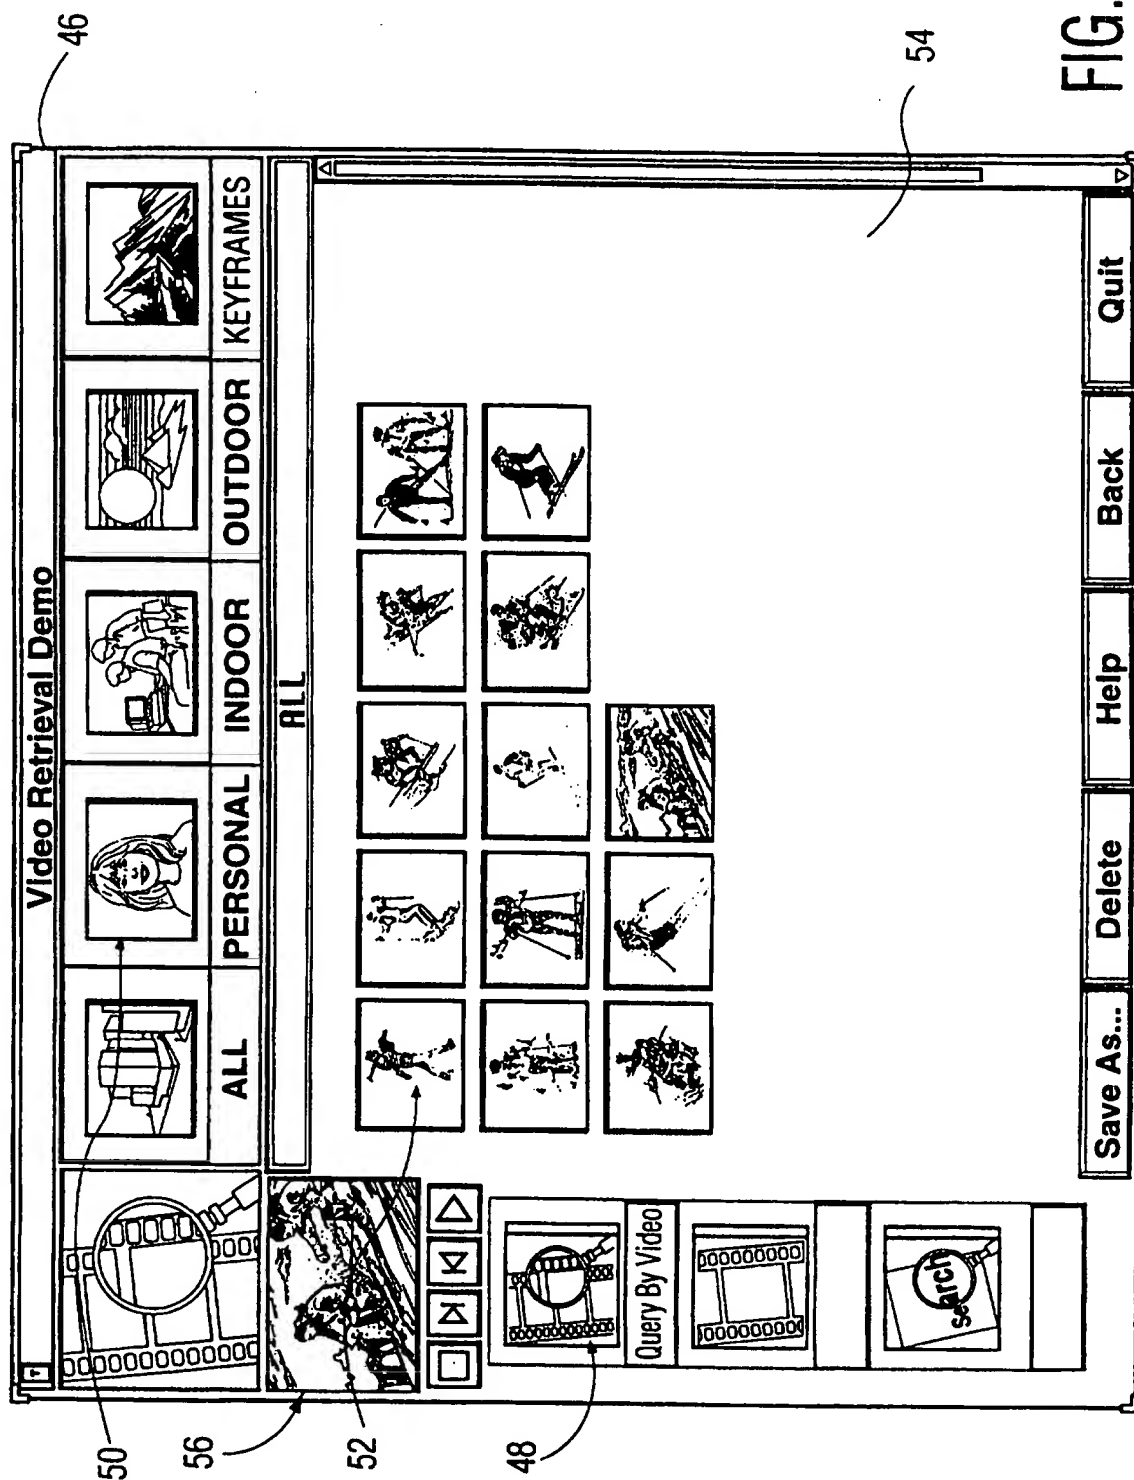 46
Video Retrieval Demo
ALL
PERSONAL
INDOOR
OUTDOOR
KEYFRAMES
ALL
50
56
52
48
54
Query By Video
search
Save As...
Delete
Help
Back
Quit
FIG.